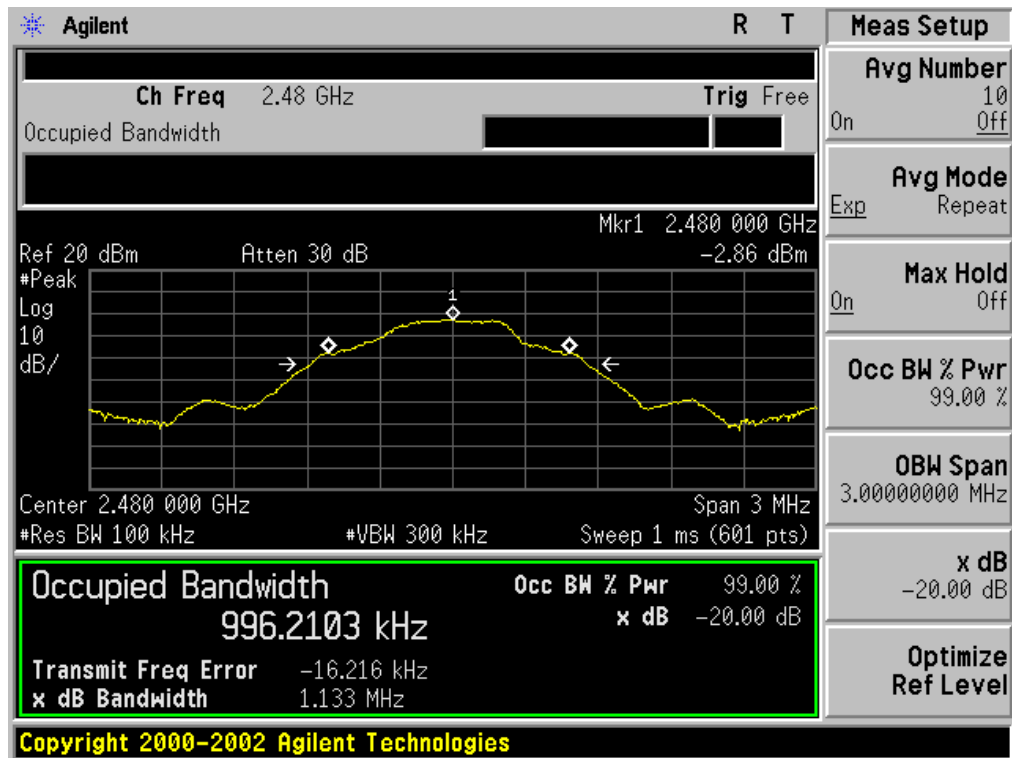 Agilent R T Meas Setup
Ch Freq 2.48 GHz Trig Free
Occupied Bandwidth
Mkr1 2.480 000 GHz
Ref 20 dBm Atten 30 dB −2.86 dBm
#Peak
Log
10
dB/
1
Center 2.480 000 GHz Span 3 MHz
#Res BW 100 kHz #VBW 300 kHz Sweep 1 ms (601 pts)
Occupied Bandwidth Occ BW % Pwr 99.00 %
996.2103 kHz x dB −20.00 dB
Transmit Freq Error −16.216 kHz
x dB Bandwidth 1.133 MHz
Copyright 2000−2002 Agilent Technologies
Avg Number
10
On Off
Avg Mode
Exp Repeat
Max Hold
On Off
Occ BW % Pwr
99.00 %
OBW Span
3.00000000 MHz
x dB
−20.00 dB
Optimize
Ref Level